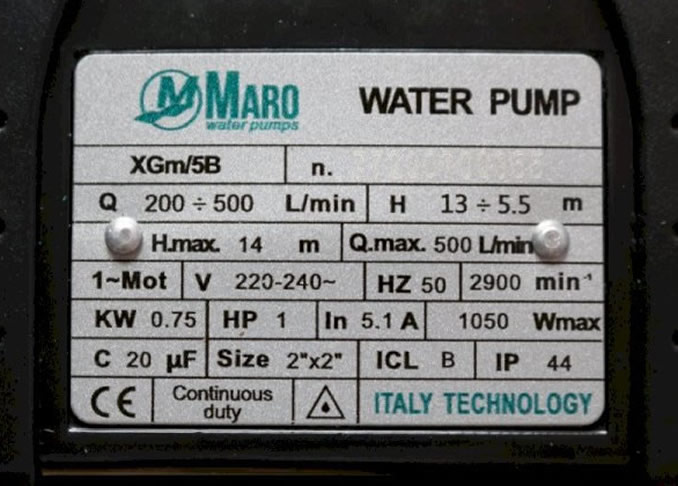 MARO
water pumps
WATER PUMP
XGm/5B n.
Q 200 ÷ 500 L/min H 13 ÷ 5.5 m
H.max. 14 m Q.max. 500 L/min
1~Mot V 220-240~ HZ 50 2900 min⁻¹
KW 0.75 HP 1 In 5.1 A 1050 Wmax
C 20 µF Size 2"x2" ICL B IP 44
CE Continuous duty ITALY TECHNOLOGY